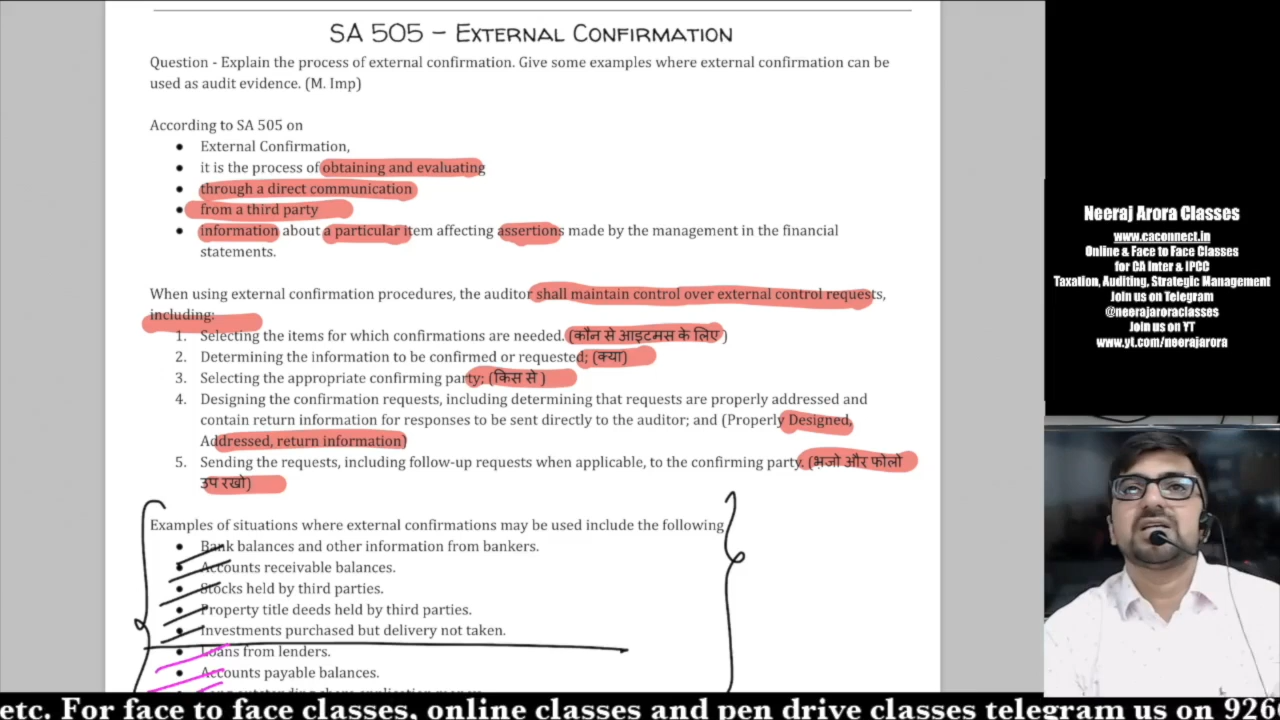 SA 505 – EXTERNAL CONFIRMATION
Question - Explain the process of external confirmation. Give some examples where external confirmation can be
used as audit evidence. (M. Imp)
According to SA 505 on
External Confirmation,
it is the process of obtaining and evaluating
through a direct communication
from a third party
information about a particular item affecting assertions made by the management in the financial
statements.
When using external confirmation procedures, the auditor shall maintain control over external control requests,
including:
1. Selecting the items for which confirmations are needed. (कौन से आइटमस के लिए )
2. Determining the information to be confirmed or requested; (क्या)
3. Selecting the appropriate confirming party; (किस से )
4. Designing the confirmation requests, including determining that requests are properly addressed and
contain return information for responses to be sent directly to the auditor; and (Properly Designed,
Addressed, return information)
5. Sending the requests, including follow-up requests when applicable, to the confirming party. (भजो और फोलो
उप रखो)
Examples of situations where external confirmations may be used include the following
Bank balances and other information from bankers.
Accounts receivable balances.
Stocks held by third parties.
Property title deeds held by third parties.
Investments purchased but delivery not taken.
Loans from lenders.
Accounts payable balances.
Neeraj Arora Classes
www.caconnect.in
Online & Face to Face Classes
for CA Inter & IPCC
Taxation, Auditing, Strategic Management
Join us on Telegram
@neerajaroraclasses
Join us on YT
www.yt.com/neerajarora
etc. For face to face classes, online classes and pen drive classes telegram us on 926